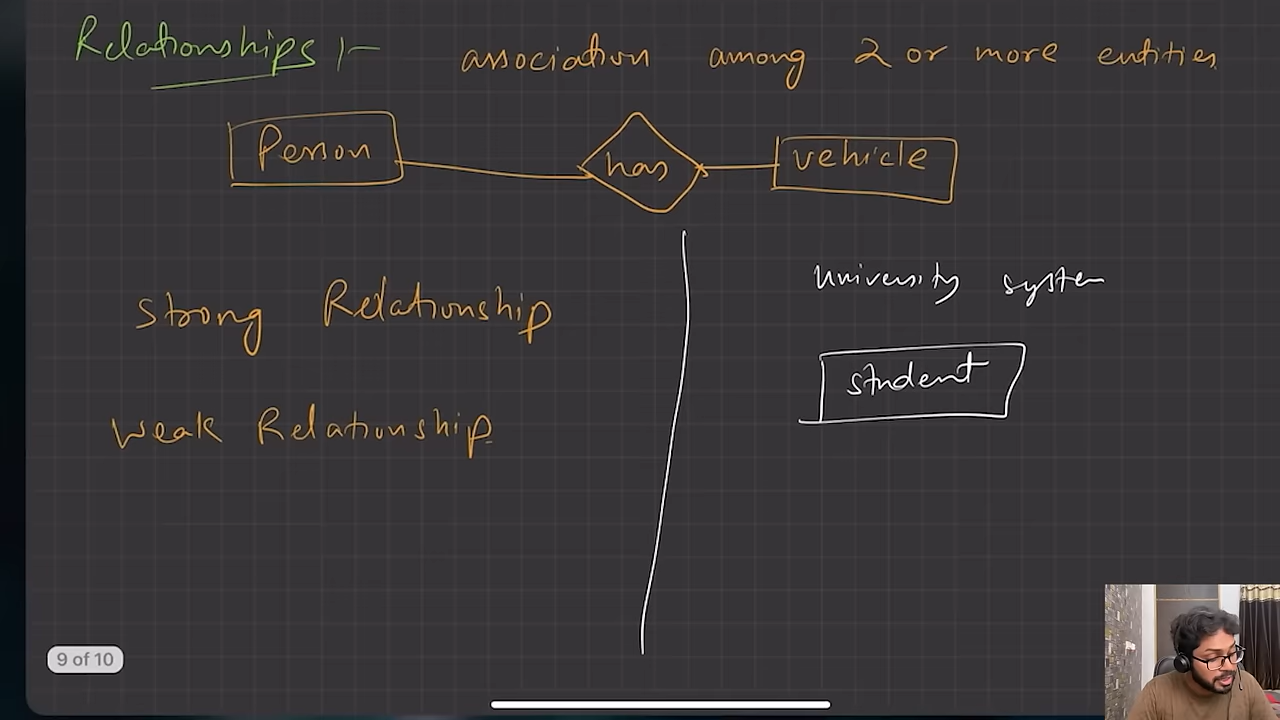 Relationships :- association among 2 or more entities
Person has vehicle
university system
Strong Relationship
student
Weak Relationship
9 of 10